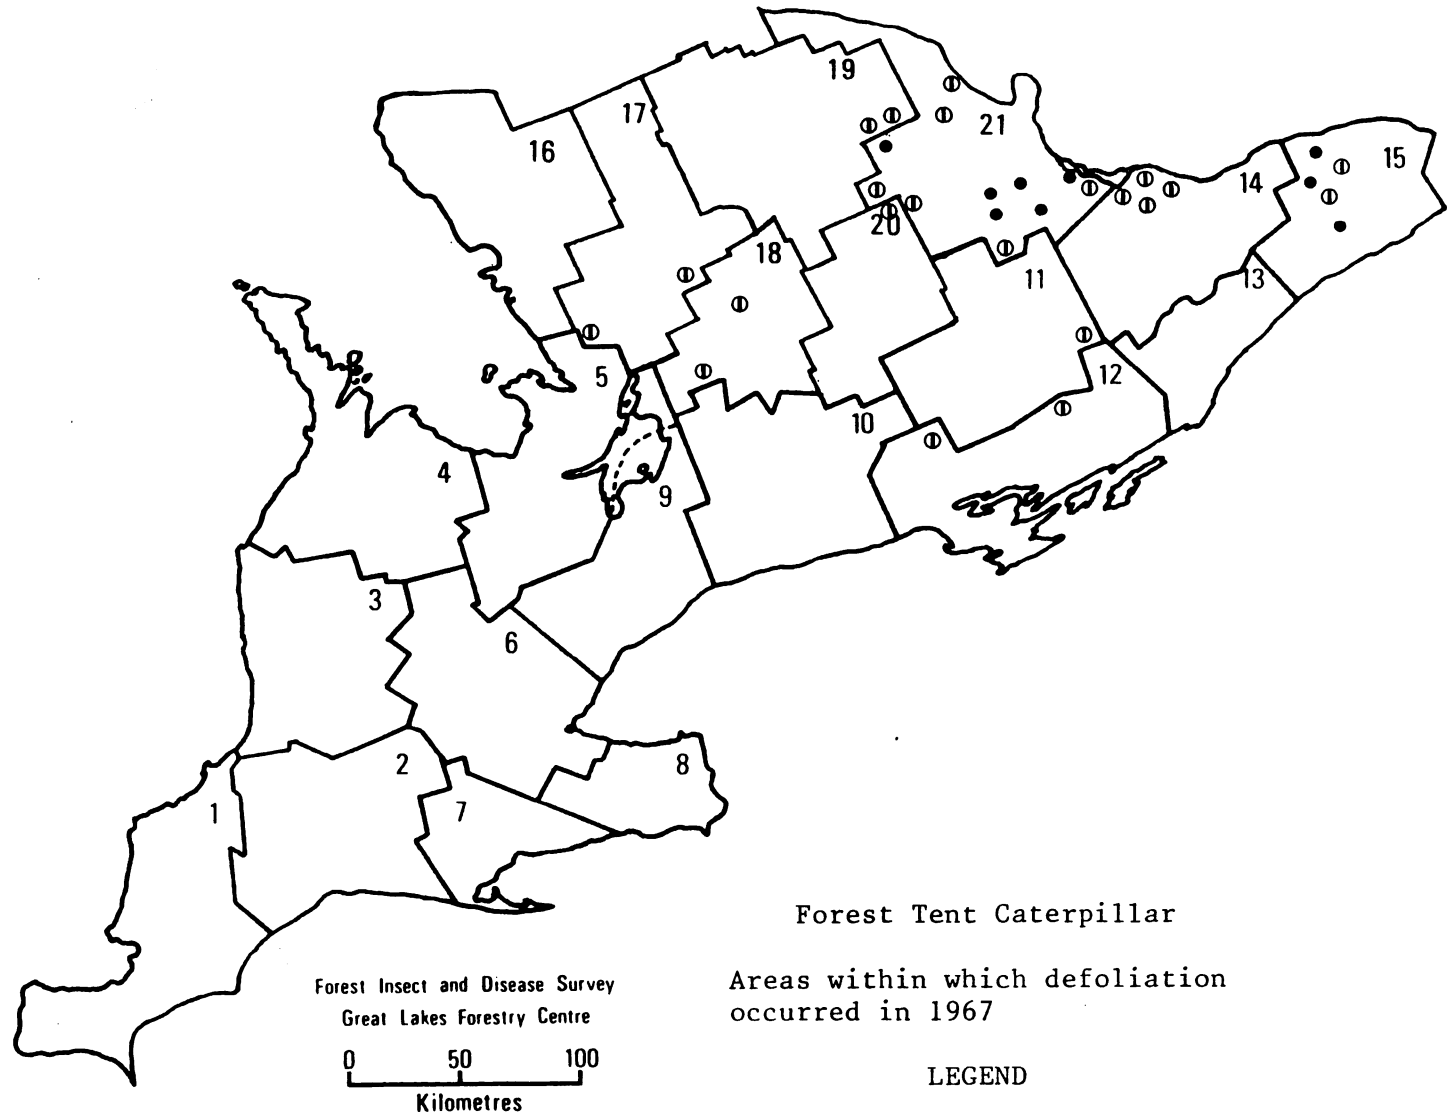 19
17
21
16
15
14
20
18
11
13
5
12
10
4
9
3
6
2
8
1
7
Forest Tent Caterpillar
Areas within which defoliation
occurred in 1967
LEGEND
Forest Insect and Disease Survey
Great Lakes Forestry Centre
0 50 100
Kilometres